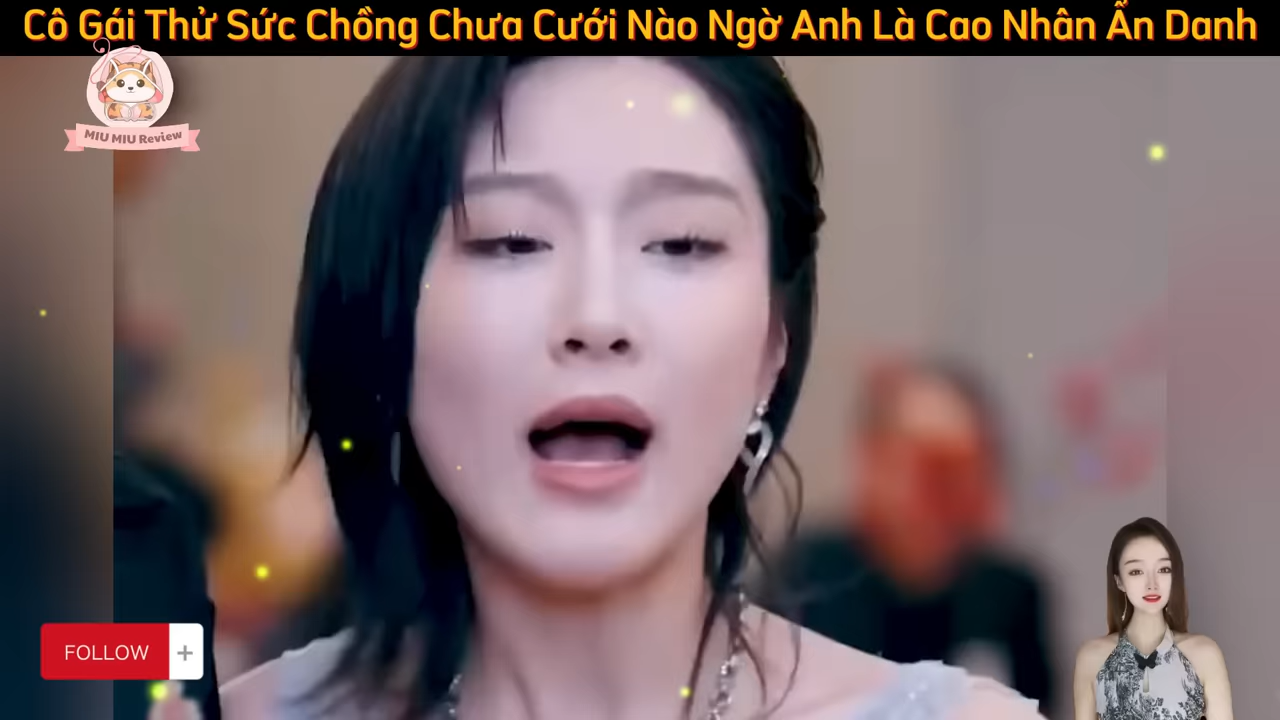 Cô Gái Thử Sức Chồng Chưa Cưới Nào Ngờ Anh Là Cao Nhân Ẩn Danh
MIU MIU Review
FOLLOW +